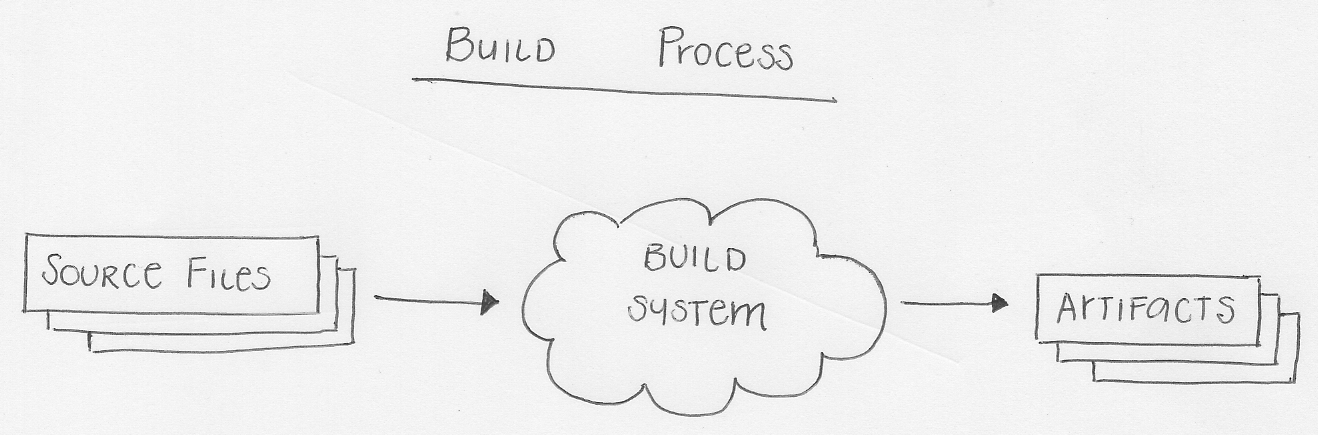 Build Process
Source Files
Build
System
Artifacts